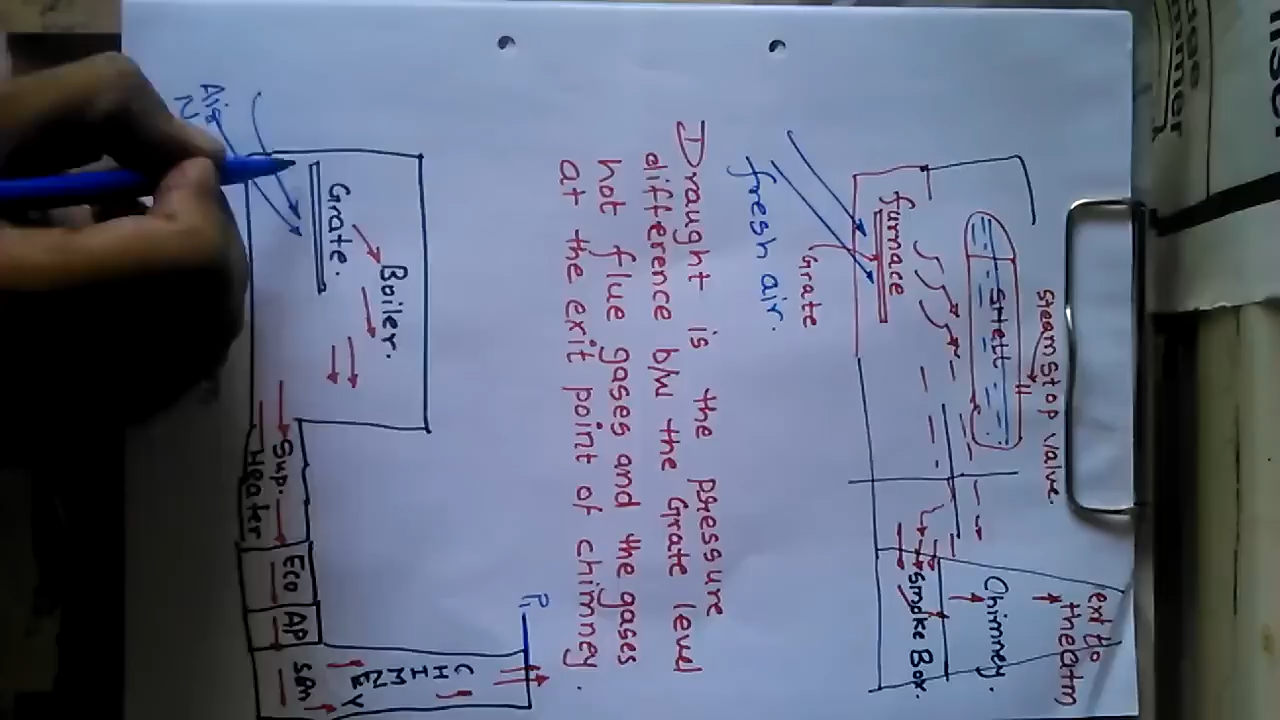 steam stop valve.
ext to
the atm
shell
Chimney.
furnace
smoke Box.
Grate
fresh air.
Draught is the pressure
difference b/w the Grate level
hot flue gases and the gases
at the exit point of chimney.
P1
Boiler.
Grate.
Air
CHIMNEY
Sup.
Heater
Eco
AP